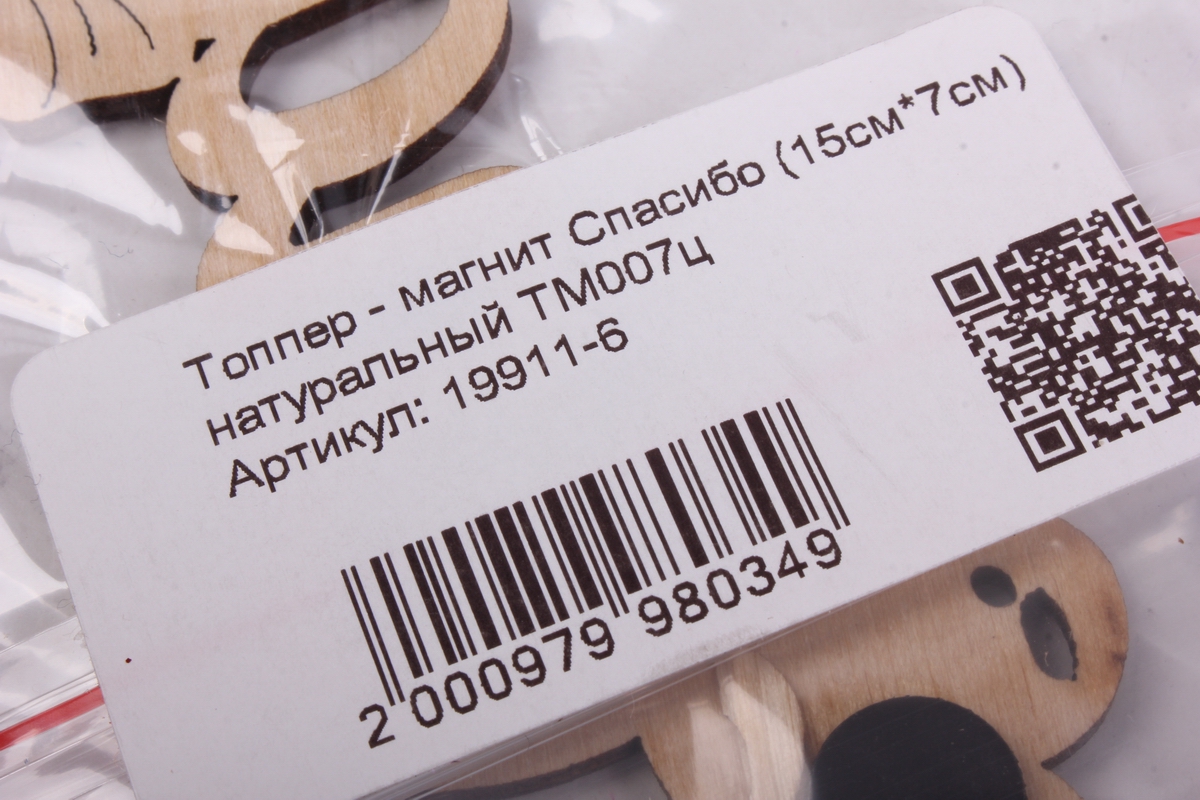 Топпер - магнит Спасибо (15см*7см)
натуральный ТМ007ц
Артикул: 19911-6
2 000979 980349